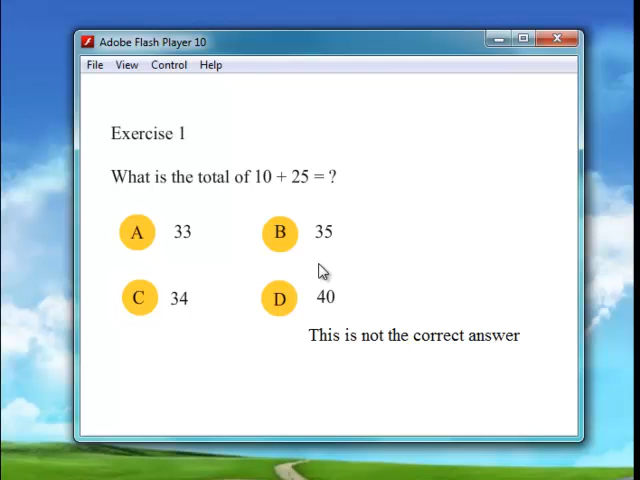 Adobe Flash Player 10
File View Control Help
Exercise 1
What is the total of 10 + 25 = ?
A 33 B 35
C 34 D 40
This is not the correct answer